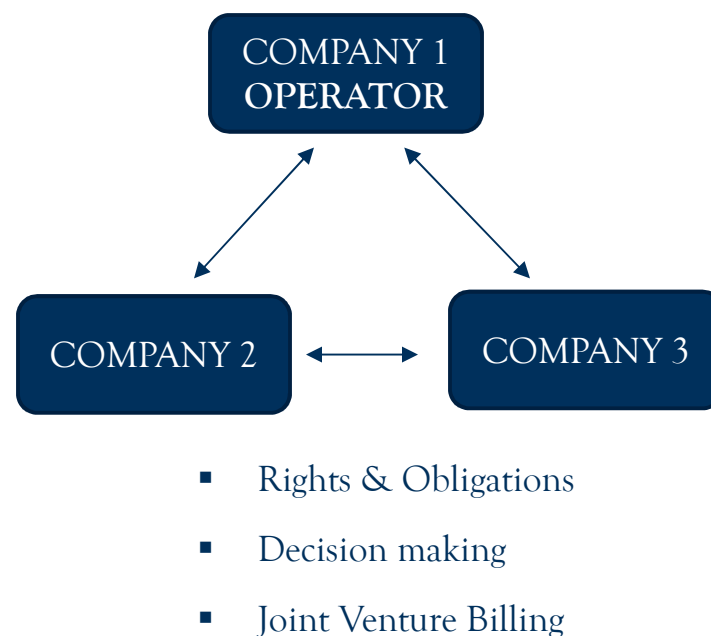 COMPANY 1
OPERATOR
COMPANY 2
COMPANY 3
▪ Rights & Obligations
▪ Decision making
▪ Joint Venture Billing